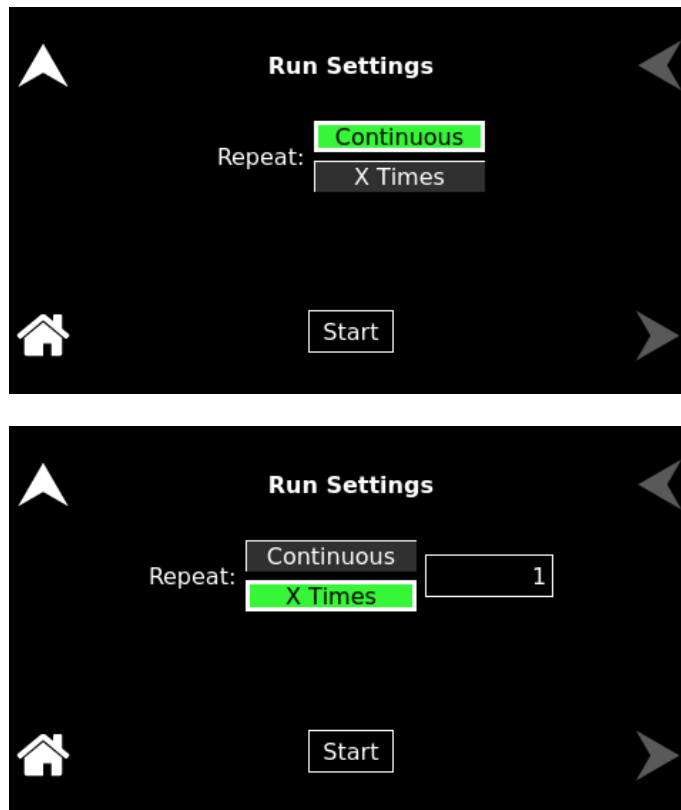 Run Settings
Repeat:
Continuous
X Times
Start
Run Settings
Repeat:
Continuous
X Times
1
Start